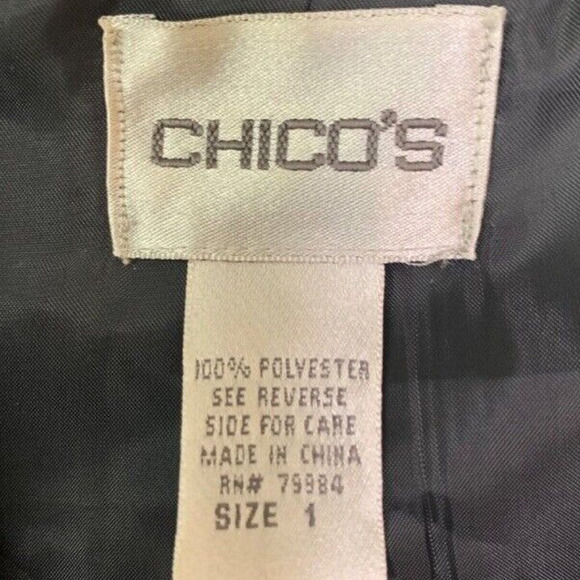 CHICO'S
100% POLYESTER
SEE REVERSE
SIDE FOR CARE
MADE IN CHINA
RN# 79984
SIZE 1